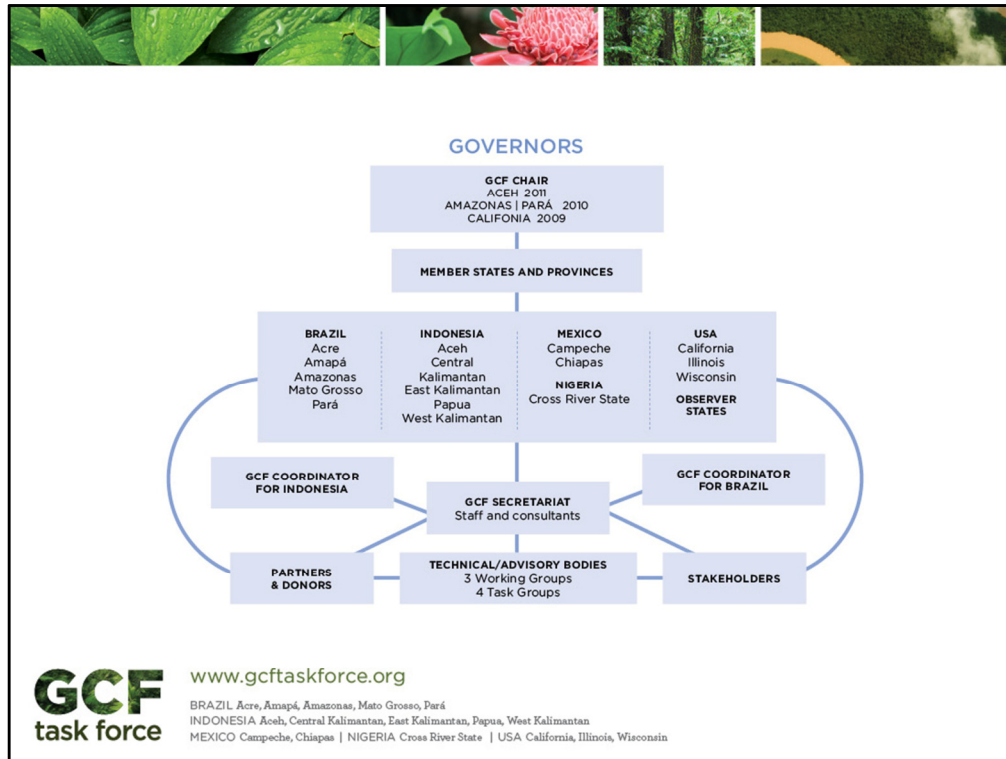 GOVERNORS
GCF CHAIR
ACEH 2011
AMAZONAS | PARÁ 2010
CALIFONIA 2009
MEMBER STATES AND PROVINCES
BRAZIL
Acre
Amapá
Amazonas
Mato Grosso
Pará
INDONESIA
Aceh
Central
Kalimantan
East Kalimantan
Papua
West Kalimantan
MEXICO
Campeche
Chiapas
NIGERIA
Cross River State
USA
California
Illinois
Wisconsin
OBSERVER
STATES
GCF COORDINATOR
FOR INDONESIA
GCF COORDINATOR
FOR BRAZIL
GCF SECRETARIAT
Staff and consultants
PARTNERS
& DONORS
TECHNICAL/ADVISORY BODIES
3 Working Groups
4 Task Groups
STAKEHOLDERS
GCF
task force
www.gcftaskforce.org
BRAZIL Acre, Amapá, Amazonas, Mato Grosso, Pará
INDONESIA Aceh, Central Kalimantan, East Kalimantan, Papua, West Kalimantan
MEXICO Campeche, Chiapas | NIGERIA Cross River State | USA California, Illinois, Wisconsin